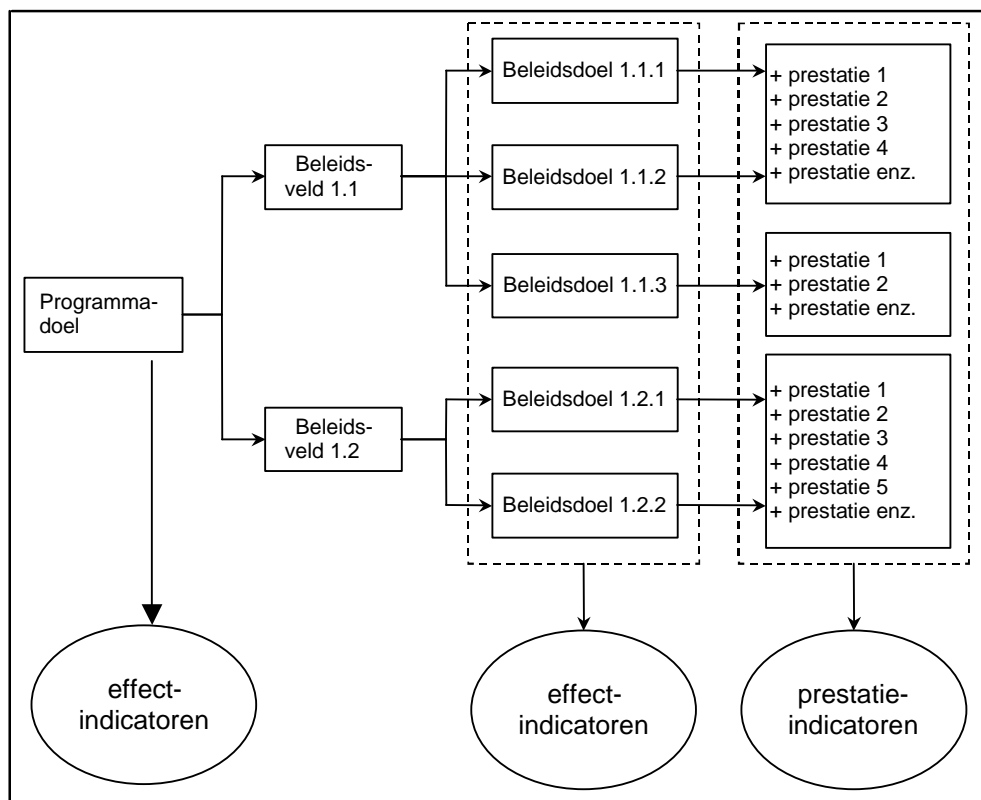 Programma-
doel
Beleids-
veld 1.1
Beleids-
veld 1.2
Beleidsdoel 1.1.1
Beleidsdoel 1.1.2
Beleidsdoel 1.1.3
Beleidsdoel 1.2.1
Beleidsdoel 1.2.2
+ prestatie 1
+ prestatie 2
+ prestatie 3
+ prestatie 4
+ prestatie enz.
+ prestatie 1
+ prestatie 2
+ prestatie enz.
+ prestatie 1
+ prestatie 2
+ prestatie 3
+ prestatie 4
+ prestatie 5
+ prestatie enz.
effect-
indicatoren
effect-
indicatoren
prestatie-
indicatoren